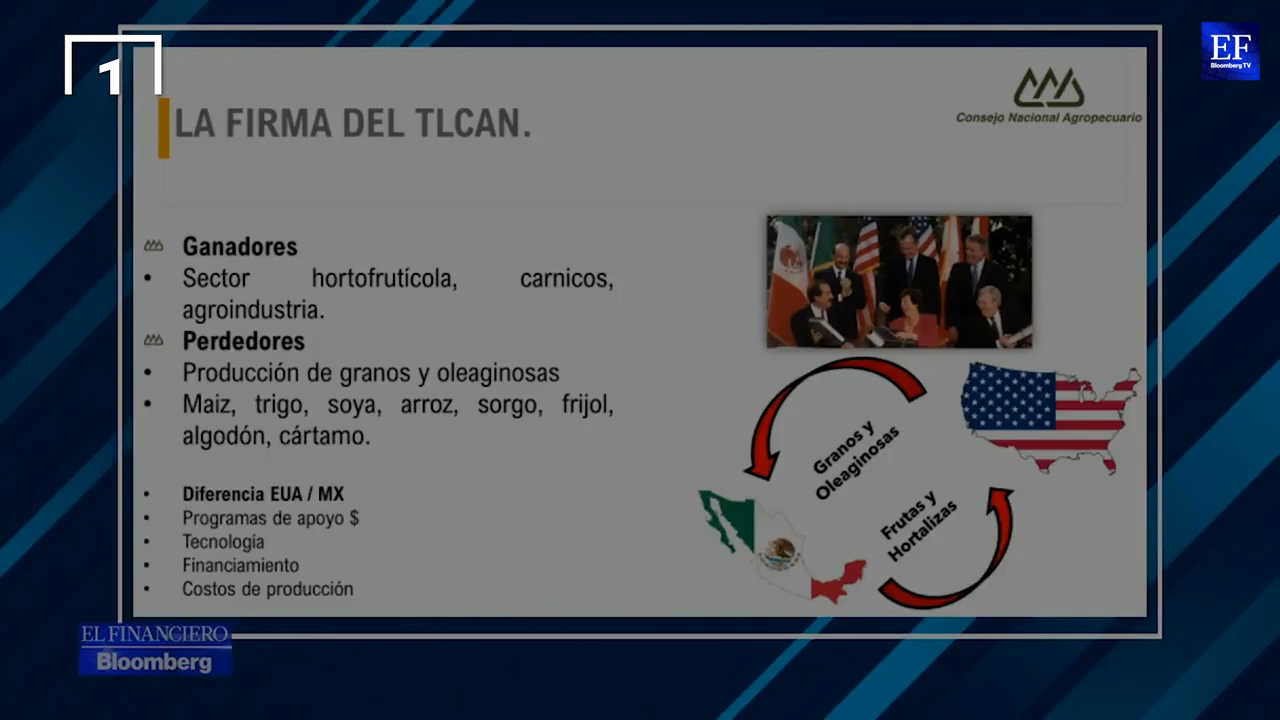 1
EF
Bloomberg TV
LA FIRMA DEL TLCAN.
Consejo Nacional Agropecuario
Ganadores
• Sector hortofrutícola, carnicos,
agroindustria.
Perdedores
• Producción de granos y oleaginosas
• Maiz, trigo, soya, arroz, sorgo, frijol,
algodón, cártamo.
• Diferencia EUA / MX
• Programas de apoyo $
• Tecnología
• Financiamiento
• Costos de producción
Granos y
Oleaginosas
Frutas y
Hortalizas
EL FINANCIERO
Bloomberg